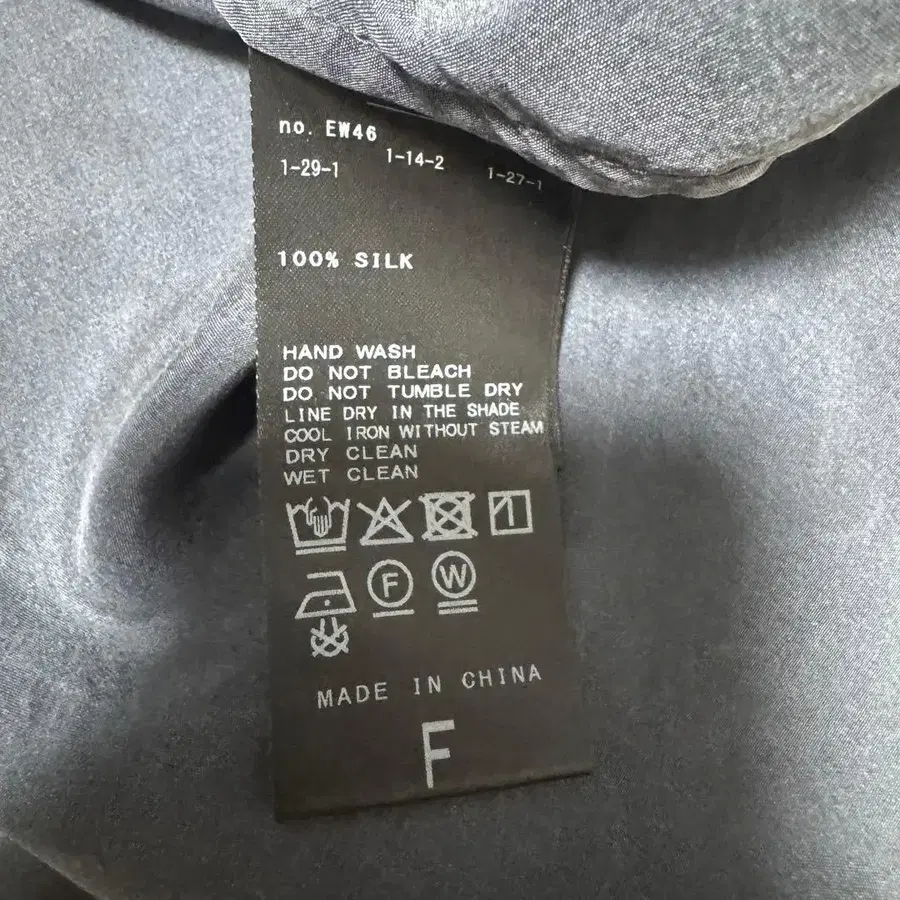 no. EW46
1-29-1 1-14-2 1-27-1
100% SILK
HAND WASH
DO NOT BLEACH
DO NOT TUMBLE DRY
LINE DRY IN THE SHADE
COOL IRON WITHOUT STEAM
DRY CLEAN
WET CLEAN
F W
MADE IN CHINA
F